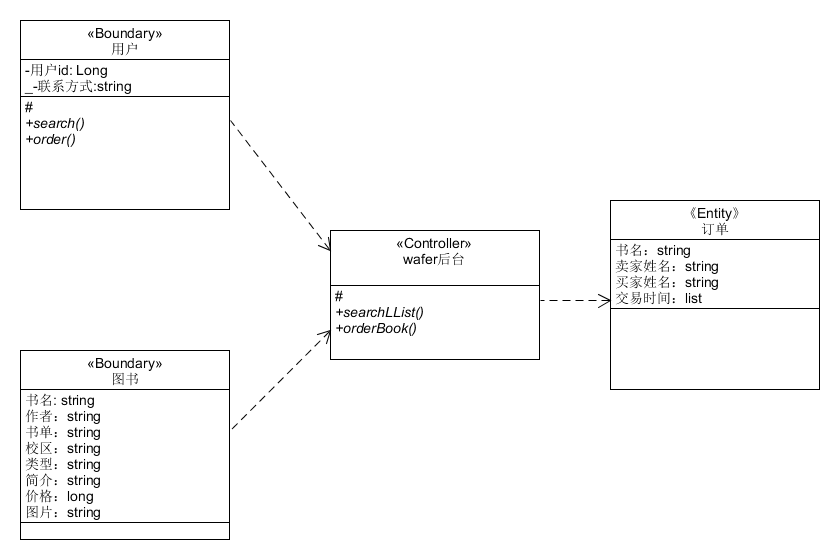 «Boundary»
用户
-用户id: Long
_-联系方式:string
#
+search()
+order()
«Controller»
wafer后台
#
+searchLList()
+orderBook()
《Entity》
订单
书名：string
卖家姓名：string
买家姓名：string
交易时间：list
«Boundary»
图书
书名: string
作者：string
书单：string
校区：string
类型：string
简介：string
价格：long
图片：string